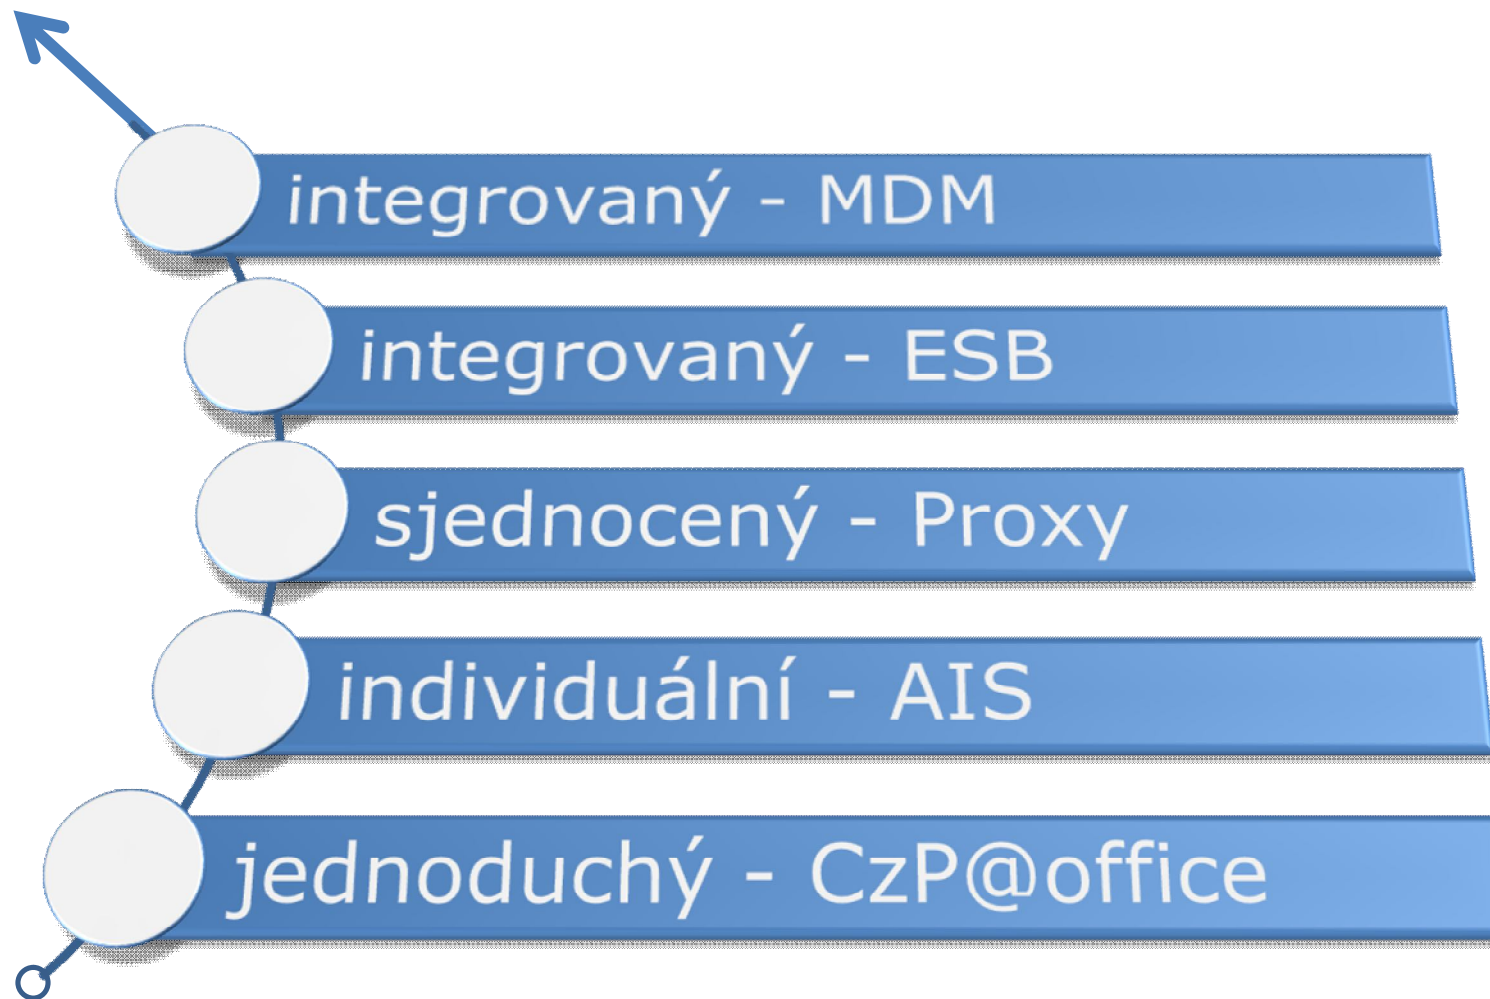 integrovaný - MDM
integrovaný - ESB
sjednocený - Proxy
individuální - AIS
jednoduchý - CzP@office